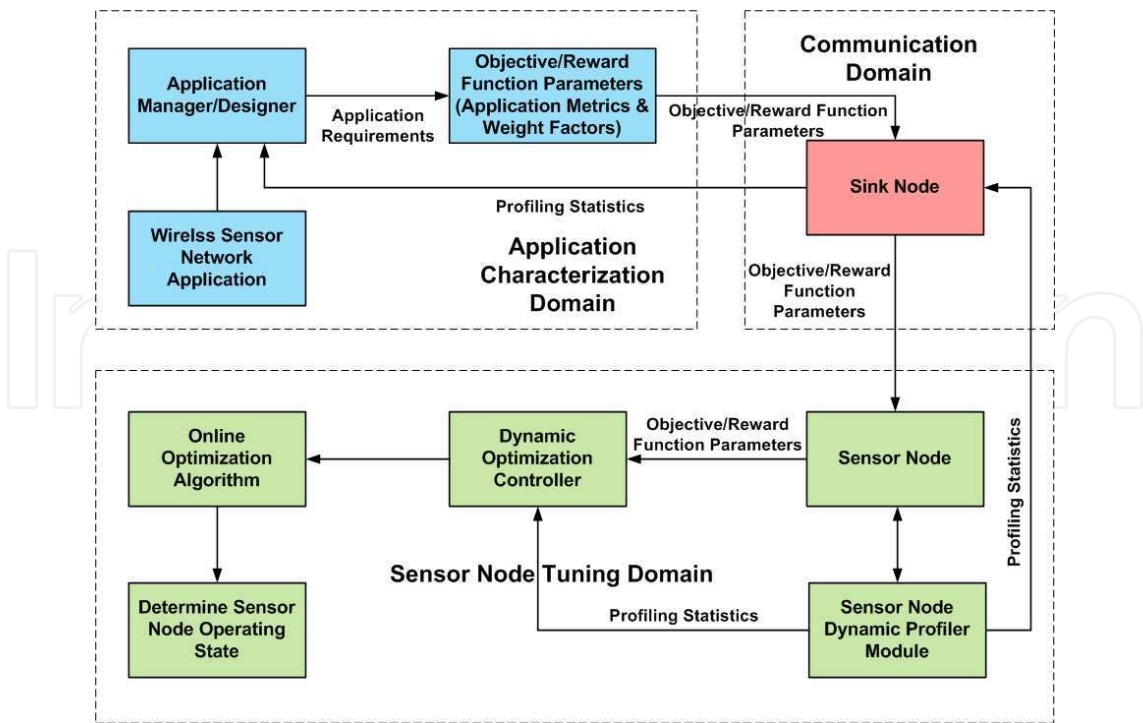 Application
Manager/Designer
Application
Requirements
Objective/Reward
Function Parameters
(Application Metrics &
Weight Factors)
Objective/Reward Function
Parameters
Communication
Domain
Sink Node
Profiling Statistics
Wirelss Sensor
Network
Application
Application
Characterization
Domain
Objective/Reward
Function
Parameters
Online
Optimization
Algorithm
Dynamic
Optimization
Controller
Objective/Reward
Function Parameters
Sensor Node
Profiling Statistics
Sensor Node Tuning Domain
Determine Sensor
Node Operating
State
Profiling Statistics
Sensor Node
Dynamic Profiler
Module